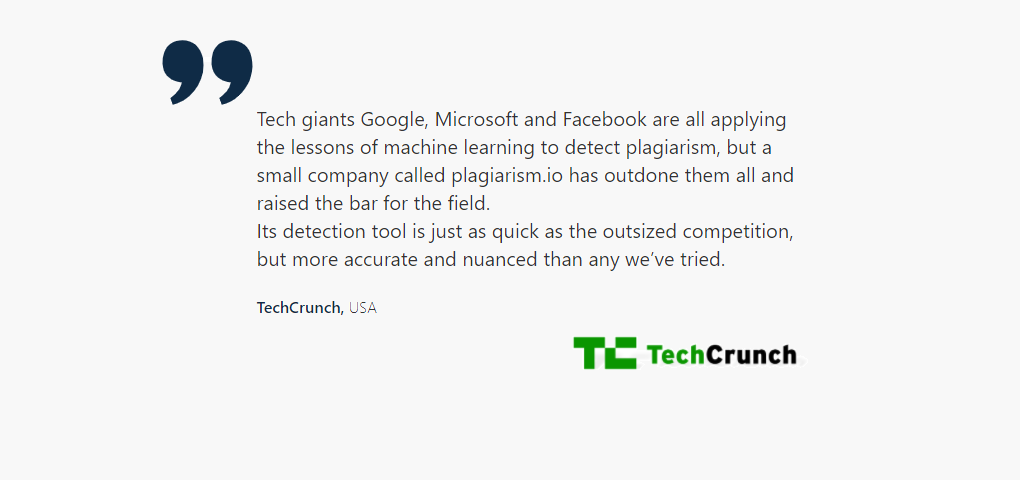 Tech giants Google, Microsoft and Facebook are all applying
the lessons of machine learning to detect plagiarism, but a
small company called plagiarism.io has outdone them all and
raised the bar for the field.
Its detection tool is just as quick as the outsized competition,
but more accurate and nuanced than any we’ve tried.
TechCrunch, USA
TC TechCrunch